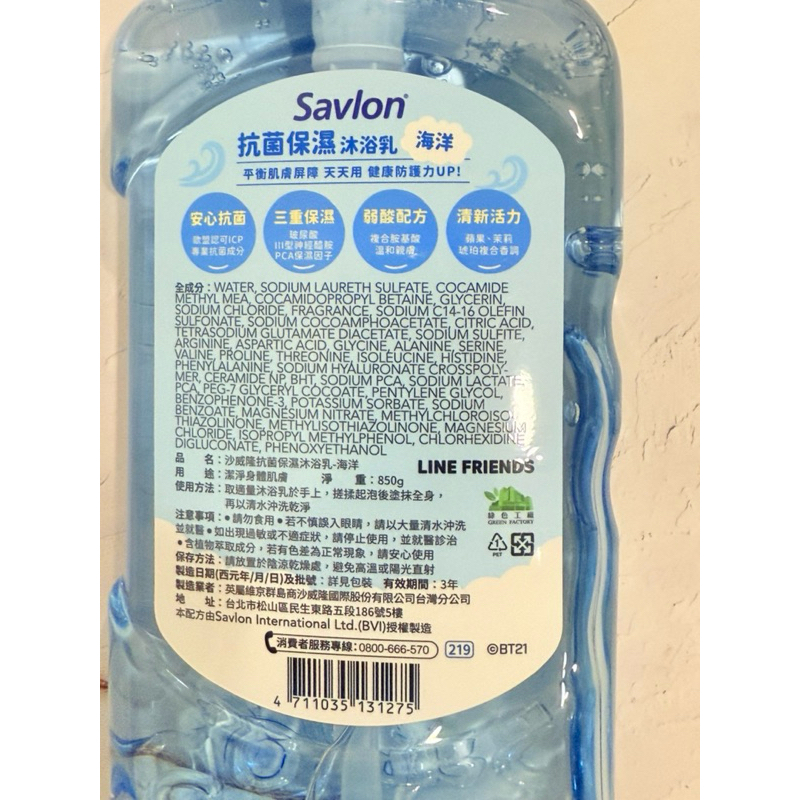 Savlon®
抗菌保濕沐浴乳 海洋
平衡肌膚屏障 天天用 健康防護力UP!
安心抗菌
歐盟認可ICP
專業抗菌成分
三重保濕
玻尿酸
III型神經醯胺
PCA保濕因子
弱酸配方
複合胺基酸
溫和親膚
清新活力
蘋果、茉莉
琥珀複合香調
全成分：WATER, SODIUM LAURETH SULFATE, COCAMIDE
METHYL MEA, COCAMIDOPROPYL BETAINE, GLYCERIN,
SODIUM CHLORIDE, FRAGRANCE, SODIUM C14-16 OLEFIN
SULFONATE, SODIUM COCOAMPHOACETATE, CITRIC ACID,
TETRASODIUM GLUTAMATE DIACETATE, SODIUM SULFITE,
ARGININE, ASPARTIC ACID, GLYCINE, ALANINE, SERINE,
VALINE, PROLINE, THREONINE, ISOLEUCINE, HISTIDINE,
PHENYLALANINE, SODIUM HYALURONATE CROSSPOLY-
MER, CERAMIDE NP, BHT, SODIUM PCA, SODIUM LACTATE,
PCA, PEG-7 GLYCERYL COCOATE, PENTYLENE GLYCOL,
BENZOPHENONE-3, POTASSIUM SORBATE, SODIUM
BENZOATE, MAGNESIUM NITRATE, METHYLCHLOROISO-
THIAZOLINONE, METHYLISOTHIAZOLINONE, MAGNESIUM
CHLORIDE, ISOPROPYL METHYLPHENOL, CHLORHEXIDINE
DIGLUCONATE, PHENOXYETHANOL
品 名：沙威隆抗菌保濕沐浴乳-海洋
LINE FRIENDS
用 途：潔淨身體肌膚 淨 重：850g
使用方法：取適量沐浴乳於手上，搓揉起泡後塗抹全身，
再以清水沖洗乾淨
綠色工廠
GREEN FACTORY
注意事項：●請勿食用●若不慎誤入眼睛，請以大量清水沖洗
並就醫●如出現過敏或不適症狀，請停止使用，並就醫診治
●含植物萃取成分，若有色差為正常現象，請安心使用
1
PET
保存方法：請放置於陰涼乾燥處，避免高溫或陽光直射
製造日期(西元年/月/日)及批號：詳見包裝 有效期間：3年
製造業者：英屬維京群島商沙威隆國際股份有限公司台灣分公司
地 址：台北市松山區民生東路五段186號5樓
本配方由Savlon International Ltd.(BVI)授權製造
消費者服務專線：0800-666-570
219
©BT21
4 711035 131275